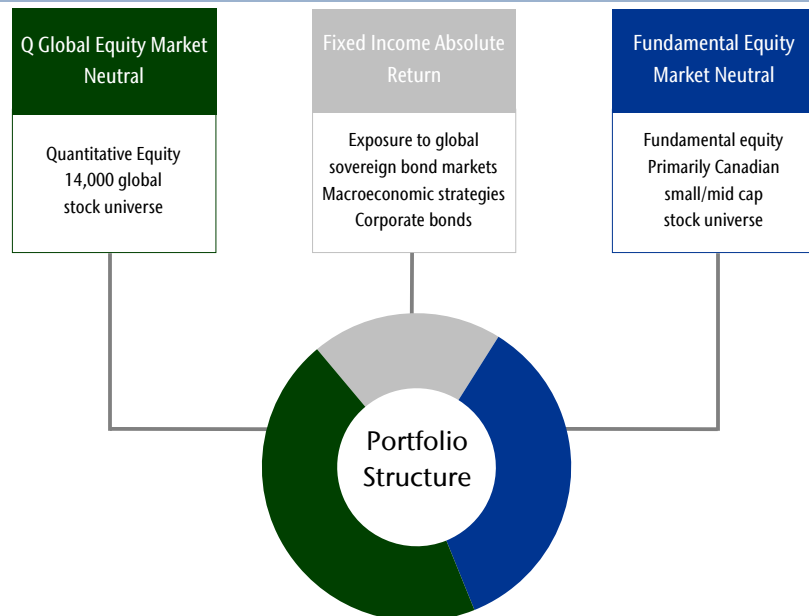 Q Global Equity Market
Neutral
Quantitative Equity
14,000 global
stock universe
Fixed Income Absolute
Return
Exposure to global
sovereign bond markets
Macroeconomic strategies
Corporate bonds
Fundamental Equity
Market Neutral
Fundamental equity
Primarily Canadian
small/mid cap
stock universe
Portfolio
Structure